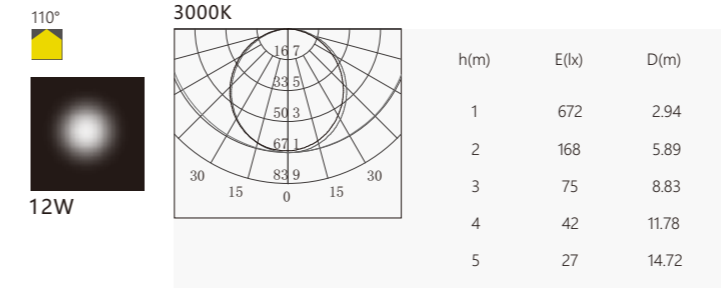 110°
3000K
12W
16 7
33 5
50 3
67 1
83 9
30 15 0 15 30
h(m) E(lx) D(m)
1 672 2.94
2 168 5.89
3 75 8.83
4 42 11.78
5 27 14.72